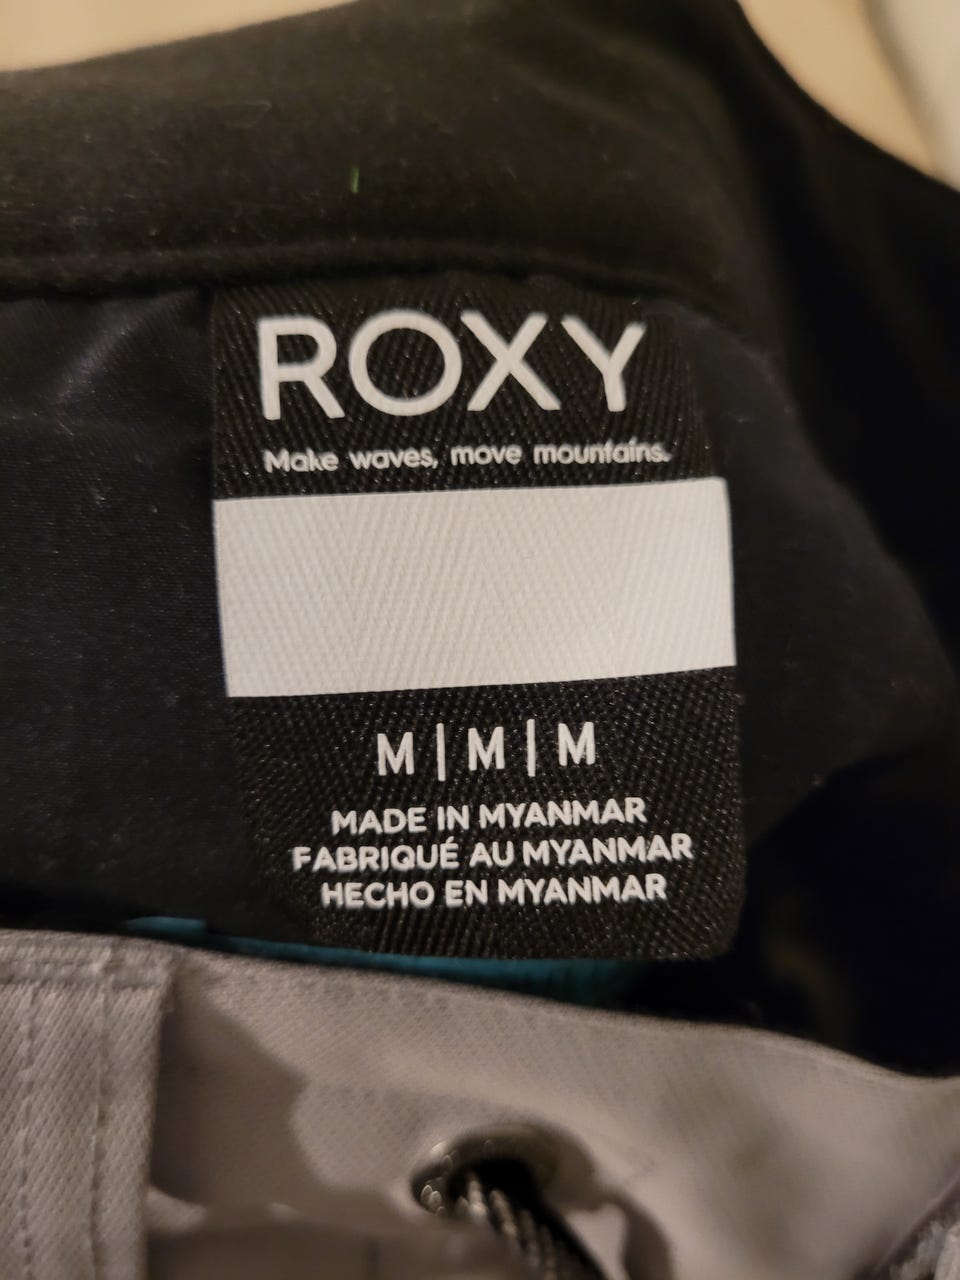 ROXY
Make waves, move mountains.
M | M | M
MADE IN MYANMAR
FABRIQUÉ AU MYANMAR
HECHO EN MYANMAR